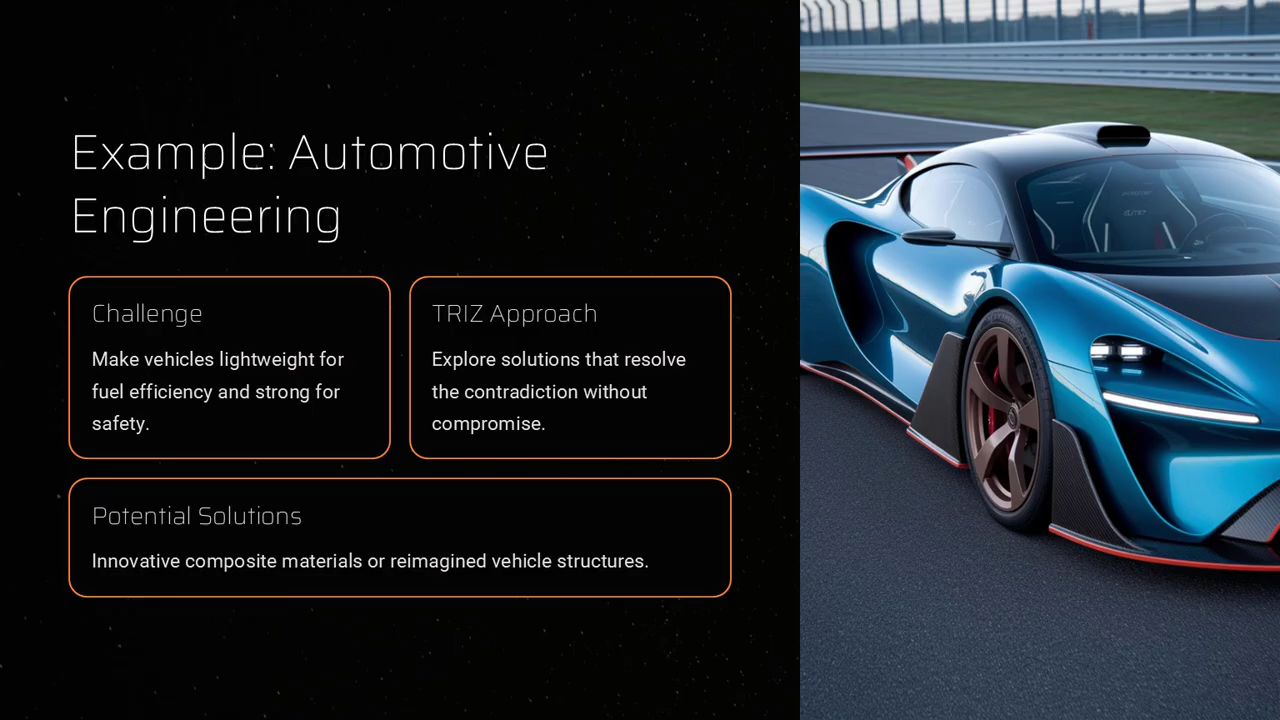 Example: Automotive
Engineering
Challenge
Make vehicles lightweight for
fuel efficiency and strong for
safety.
TRIZ Approach
Explore solutions that resolve
the contradiction without
compromise.
Potential Solutions
Innovative composite materials or reimagined vehicle structures.